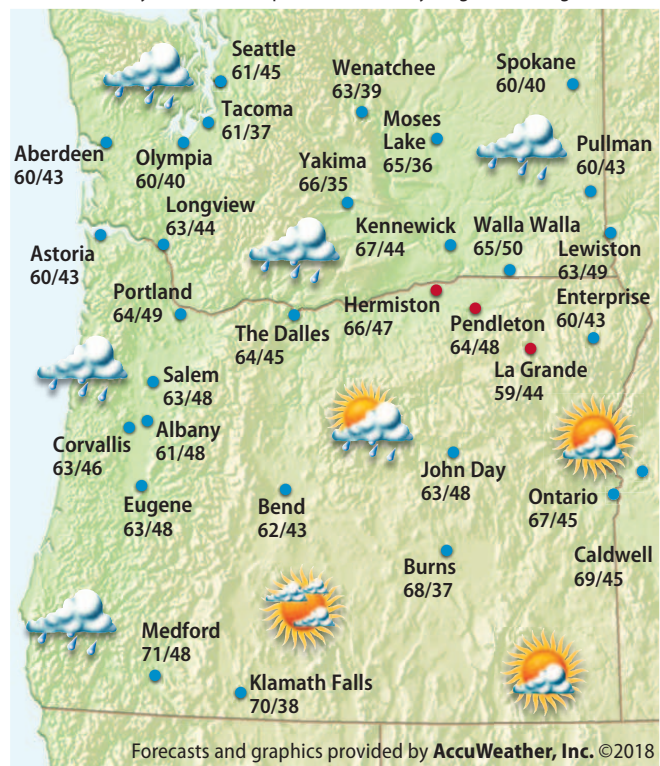 Seattle
61/45
Wenatchee
63/39
Spokane
60/40
Tacoma
61/37
Moses
Lake
65/36
Aberdeen
60/43
Olympia
60/40
Yakima
66/35
Pullman
60/43
Longview
63/44
Kennewick
67/44
Walla Walla
65/50
Lewiston
63/49
Astoria
60/43
Portland
64/49
The Dalles
64/45
Hermiston
66/47
Pendleton
64/48
Enterprise
60/43
La Grande
59/44
Salem
63/48
Corvallis
63/46
Albany
61/48
John Day
63/48
Eugene
63/48
Bend
62/43
Ontario
67/45
Burns
68/37
Caldwell
69/45
Medford
71/48
Klamath Falls
70/38
Forecasts and graphics provided by AccuWeather, Inc. ©2018